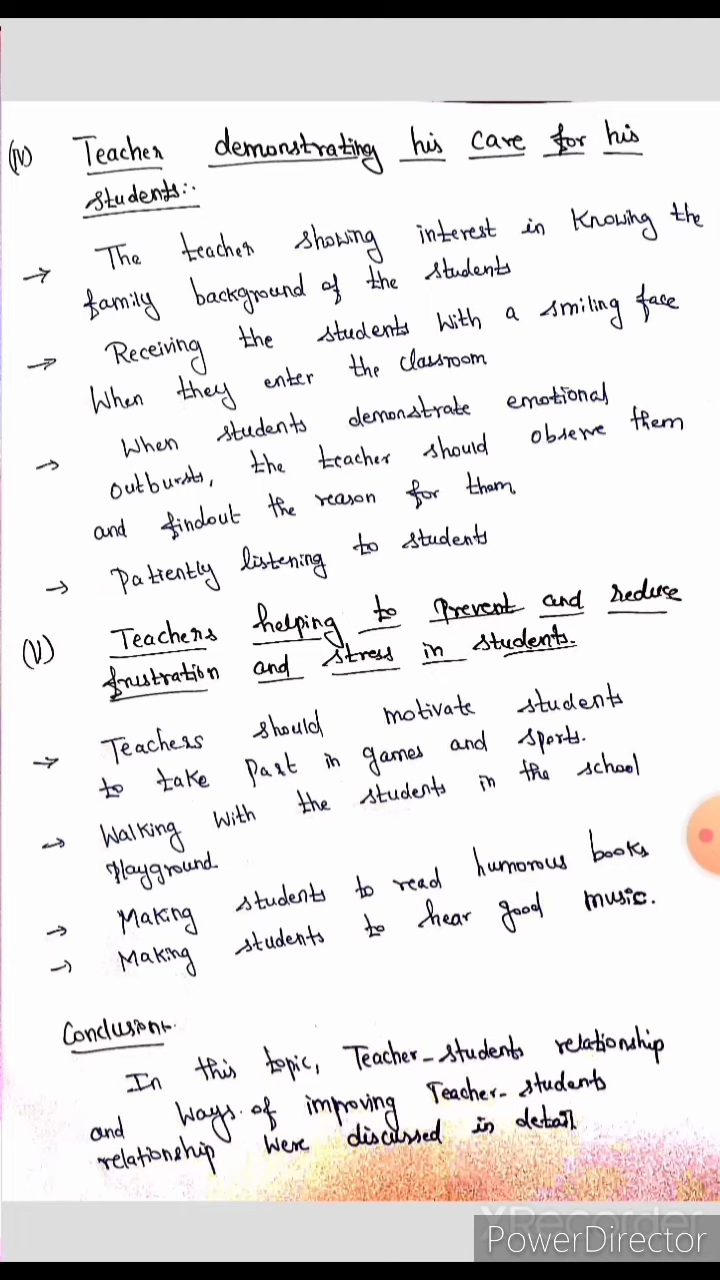 (IV) Teacher demonstrating his care for his
students:-
→ The teacher showing interest in Knowing the
family background of the students
→ Receiving the students with a smiling face
When they enter the classroom
→ When students demonstrate emotional
outbursts, the teacher should observe them
and findout the reason for them
→ Patiently listening to students
(V) Teachers helping to prevent and reduce
frustration and stress in students.
→ Teachers should motivate students
to take part in games and sports.
→ Walking with the students in the school
playground
→ Making students to read humorous books
→ Making students to hear good music.
Conclusion:-
In this topic, Teacher-students relationship
and ways of improving Teacher-students
relationship were discussed in detail
XRecorder
PowerDirector